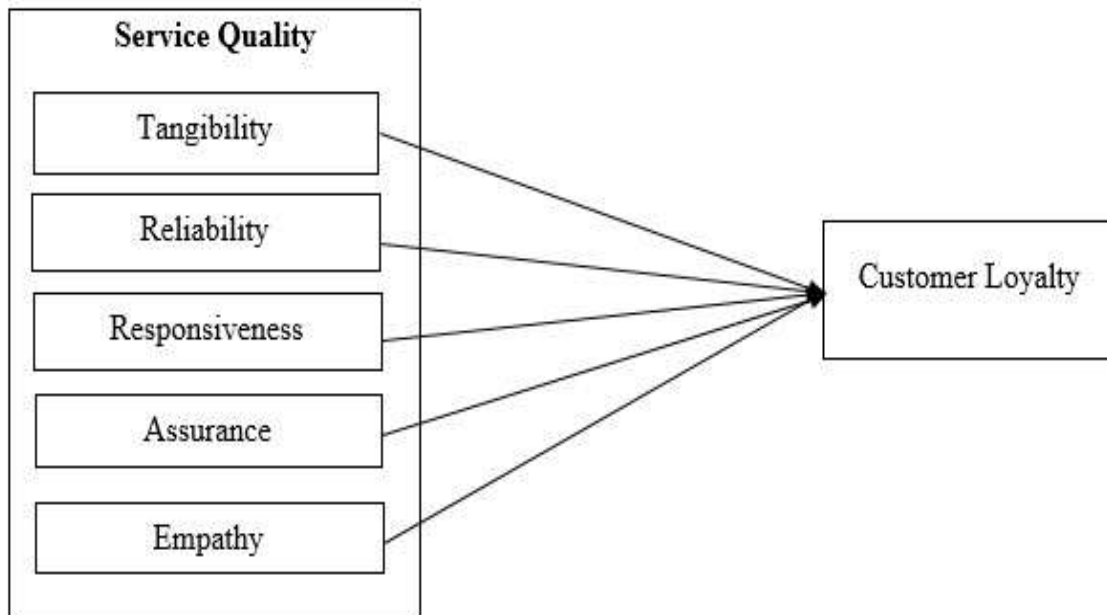 Service Quality
Tangibility
Reliability
Responsiveness
Assurance
Empathy
Customer Loyalty